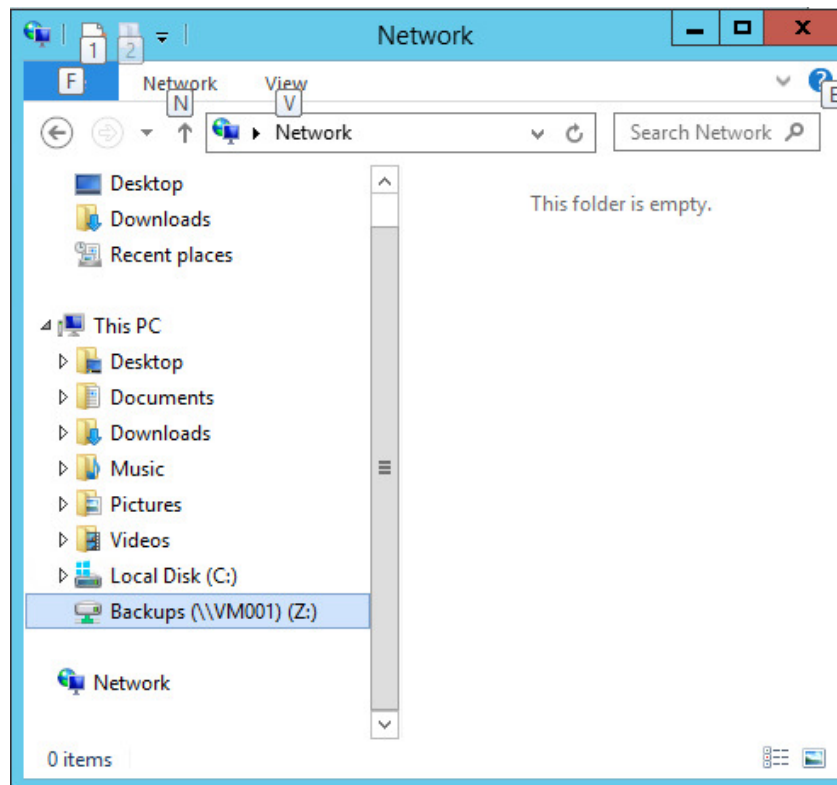 Network
1
2
F
Network
View
N
V
E
Network
Search Network
Desktop
Downloads
Recent places
This folder is empty.
This PC
Desktop
Documents
Downloads
Music
Pictures
Videos
Local Disk (C:)
Backups (\\VM001) (Z:)
Network
0 items